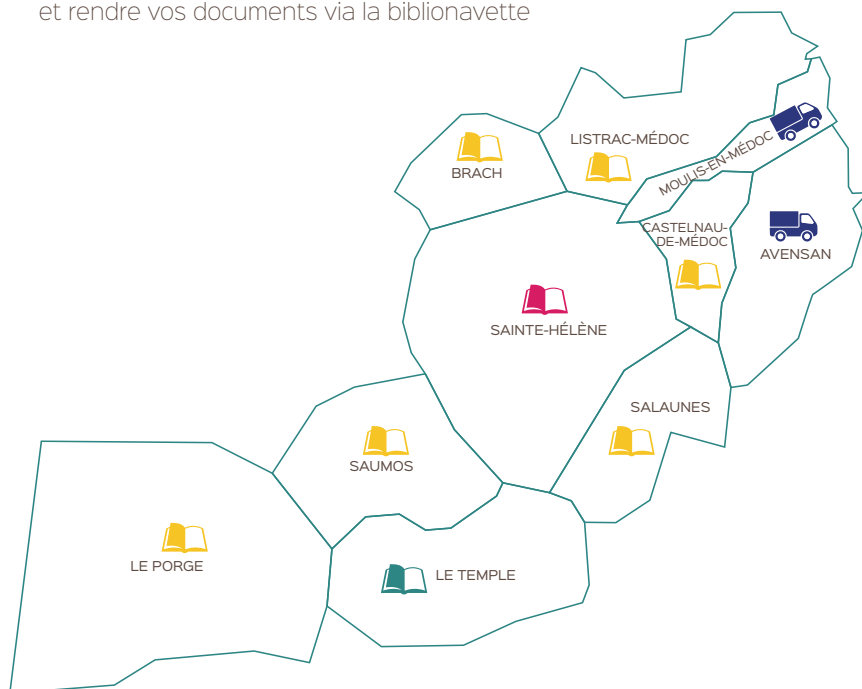 et rendre vos documents via la biblionavette
LISTRAC-MÉDOC
MOULIS-EN-MÉDOC
BRACH
CASTELNAU-
DE-MÉDOC
AVENSAN
SAINTE-HÉLÈNE
SALAUNES
SAUMOS
LE PORGE
LE TEMPLE